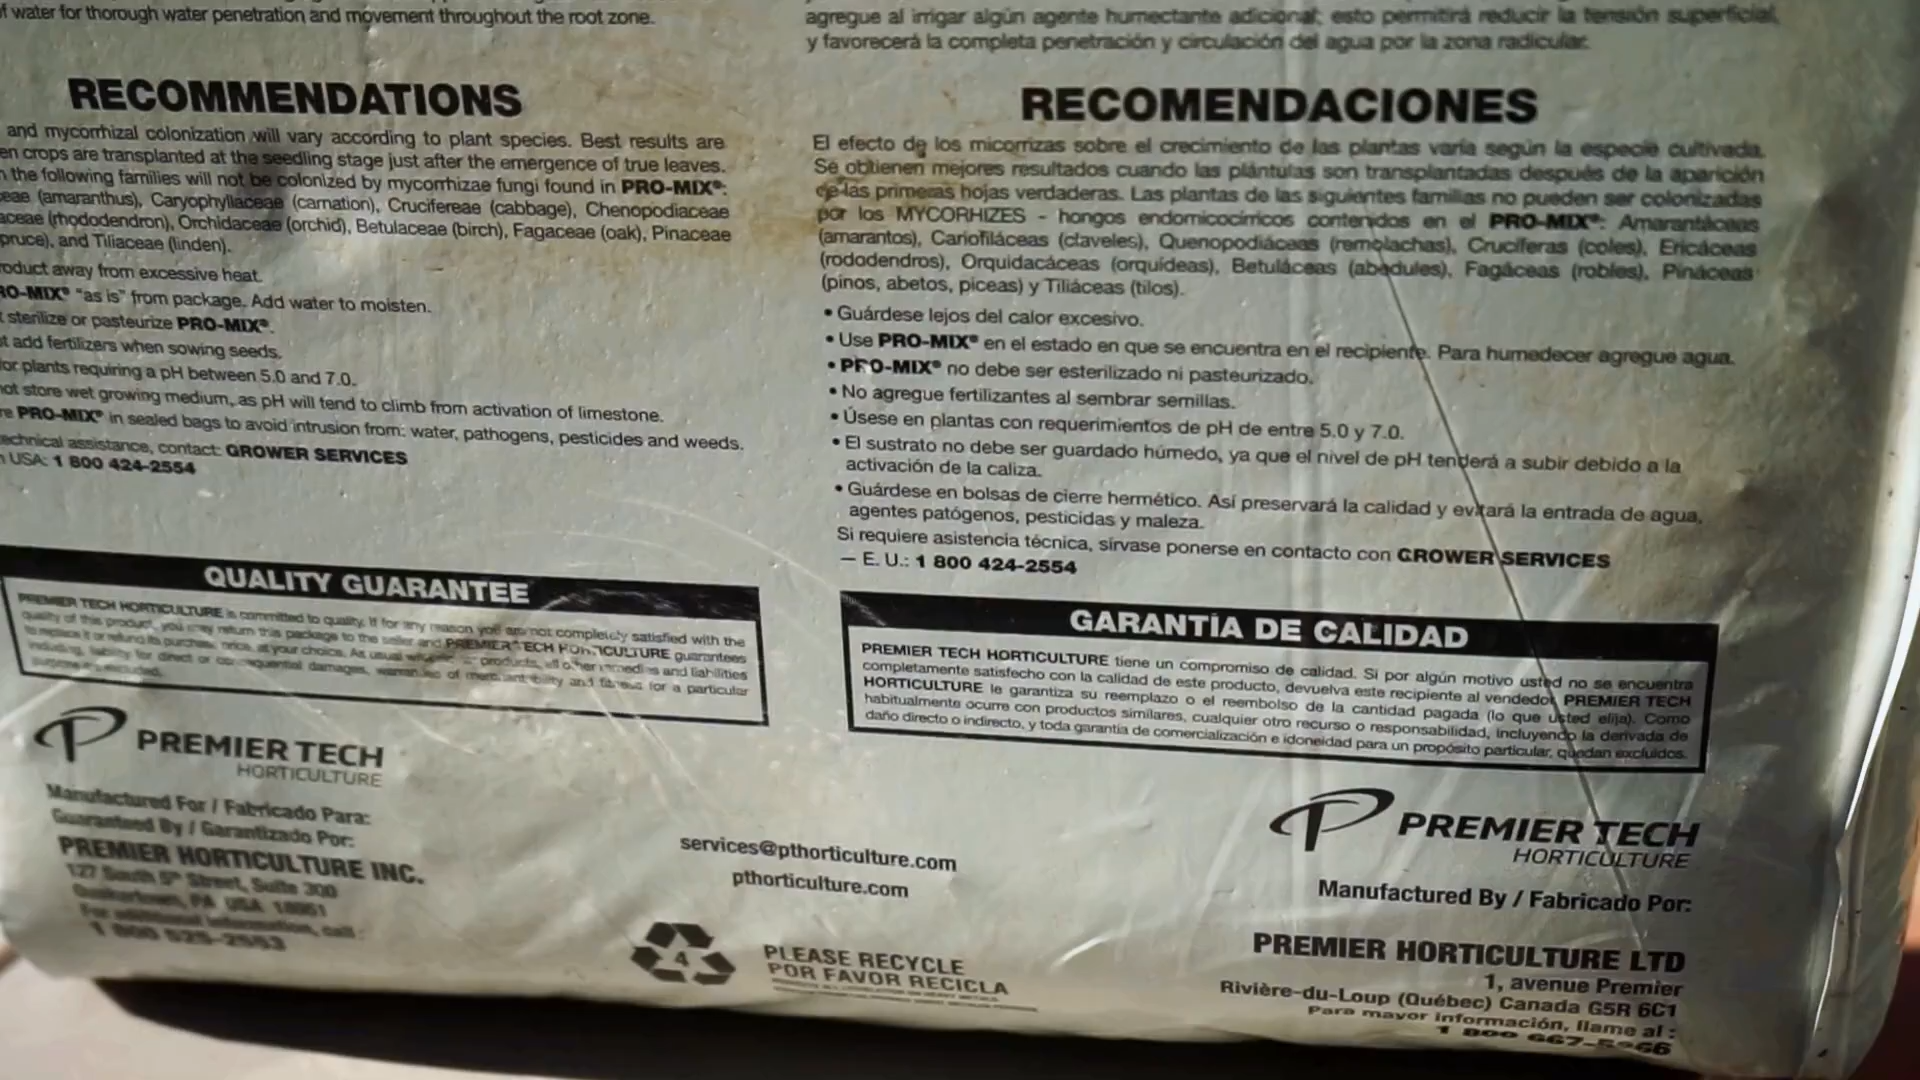 f water for thorough water penetration and movement throughout the root zone.
RECOMMENDATIONS
and mycorrhizal colonization will vary according to plant species. Best results are
en crops are transplanted at the seedling stage just after the emergence of true leaves.
the following families will not be colonized by mycorrhizae fungi found in PRO-MIX®:
eae (amaranthus), Caryophyllaceae (carnation), Crucifereae (cabbage), Chenopodiaceae
aceae (rhododendron), Orchidaceae (orchid), Betulaceae (birch), Fagaceae (oak), Pinaceae
pruce), and Tiliaceae (linden).
roduct away from excessive heat.
RO-MIX® "as is" from package. Add water to moisten.
t sterilize or pasteurize PRO-MIX®.
t add fertilizers when sowing seeds.
or plants requiring a pH between 5.0 and 7.0.
not store wet growing medium, as pH will tend to climb from activation of limestone.
re PRO-MIX® in sealed bags to avoid intrusion from: water, pathogens, pesticides and weeds.
echnical assistance, contact: GROWER SERVICES
USA: 1 800 424-2554
QUALITY GUARANTEE
PREMIER TECH HORTICULTURE is committed to quality. If for any reason you are not completely satisfied with the
quality of this product, you may return this package to the seller and PREMIER TECH HORTICULTURE guarantees
to replace it or refund its purchase price, at your choice. As usual products, all other remedies and liabilities
including, liability for direct or consequential damages, warranties of merchantability and fitness for a particular
purpose are excluded.
PREMIER TECH
HORTICULTURE
Manufactured For / Fabricado Para:
Guaranteed By / Garantizado Por:
PREMIER HORTICULTURE INC.
127 South 5th Street, Suite 300
Quakertown, PA USA 18951
For additional information, call:
1 800 525-2553
agregue al irrigar algún agente humectante adicional; esto permitirá reducir la tensión superficial,
y favorecerá la completa penetración y circulación del agua por la zona radicular.
RECOMENDACIONES
El efecto de los micorrizas sobre el crecimiento de las plantas varía según la especie cultivada.
Se obtienen mejores resultados cuando las plántulas son transplantadas después de la aparición
de las primeras hojas verdaderas. Las plantas de las siguientes familias no pueden ser colonizadas
por los MYCORHIZES - hongos endomicocírricos contenidos en el PRO-MIX®: Amarantáceas
(amarantos), Cariofiláceas (claveles), Quenopodiáceas (remolachas), Crucíferas (coles), Ericáceas
(rododendros), Orquidacáceas (orquídeas), Betuláceas (abedules), Fagáceas (robles), Pináceas
(pinos, abetos, piceas) y Tiliáceas (tilos).
• Guárdese lejos del calor excesivo.
• Use PRO-MIX® en el estado en que se encuentra en el recipiente. Para humedecer agregue agua.
• PRO-MIX® no debe ser esterilizado ni pasteurizado.
• No agregue fertilizantes al sembrar semillas.
• Úsese en plantas con requerimientos de pH de entre 5.0 y 7.0.
• El sustrato no debe ser guardado húmedo, ya que el nivel de pH tenderá a subir debido a la
activación de la caliza.
• Guárdese en bolsas de cierre hermético. Así preservará la calidad y evitará la entrada de agua,
agentes patógenos, pesticidas y maleza.
Si requiere asistencia técnica, sírvase ponerse en contacto con GROWER SERVICES
– E. U.: 1 800 424-2554
GARANTÍA DE CALIDAD
PREMIER TECH HORTICULTURE tiene un compromiso de calidad. Si por algún motivo usted no se encuentra
completamente satisfecho con la calidad de este producto, devuelva este recipiente al vendedor PREMIER TECH
HORTICULTURE le garantiza su reemplazo o el reembolso de la cantidad pagada (lo que usted elija). Como
habitualmente ocurre con productos similares, cualquier otro recurso o responsabilidad, incluyendo la derivada de
daño directo o indirecto, y toda garantía de comercialización e idoneidad para un propósito particular, quedan excluidos.
services@pthorticulture.com
pthorticulture.com
4
PLEASE RECYCLE
POR FAVOR RECICLA
PREMIER TECH
HORTICULTURE
Manufactured By / Fabricado Por:
PREMIER HORTICULTURE LTD
1, avenue Premier
Rivière-du-Loup (Québec) Canada G5R 6C1
Para mayor información, llame al :
1 800 667-5366